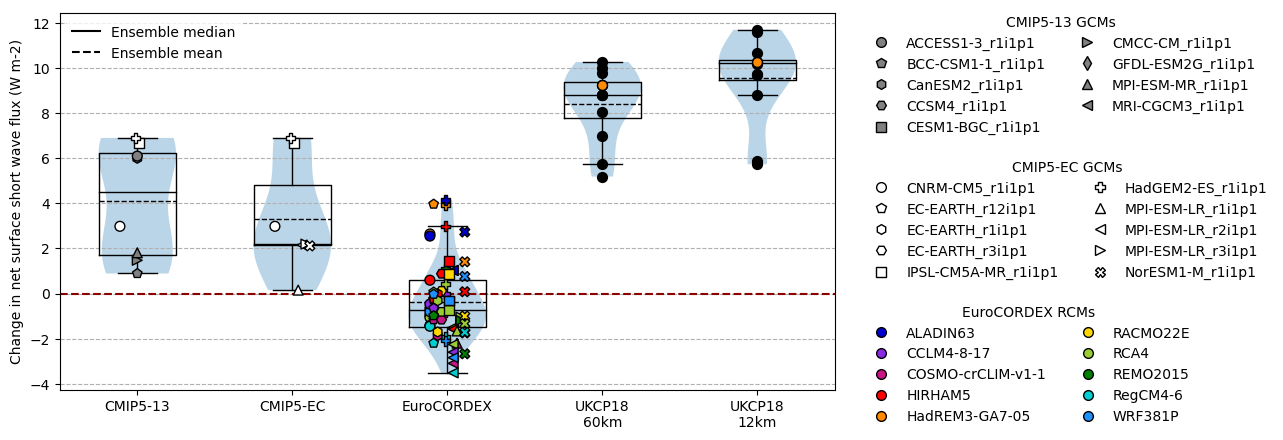 Change in net surface short wave flux (W m-2)
12
10
8
6
4
2
0
−2
−4
Ensemble median
Ensemble mean
CMIP5-13
CMIP5-EC
EuroCORDEX
UKCP18
60km
UKCP18
12km
CMIP5-13 GCMs
ACCESS1-3_r1i1p1
BCC-CSM1-1_r1i1p1
CanESM2_r1i1p1
CCSM4_r1i1p1
CESM1-BGC_r1i1p1
CMCC-CM_r1i1p1
GFDL-ESM2G_r1i1p1
MPI-ESM-MR_r1i1p1
MRI-CGCM3_r1i1p1
CMIP5-EC GCMs
CNRM-CM5_r1i1p1
EC-EARTH_r12i1p1
EC-EARTH_r1i1p1
EC-EARTH_r3i1p1
IPSL-CM5A-MR_r1i1p1
HadGEM2-ES_r1i1p1
MPI-ESM-LR_r1i1p1
MPI-ESM-LR_r2i1p1
MPI-ESM-LR_r3i1p1
NorESM1-M_r1i1p1
EuroCORDEX RCMs
ALADIN63
CCLM4-8-17
COSMO-crCLIM-v1-1
HIRHAM5
HadREM3-GA7-05
RACMO22E
RCA4
REMO2015
RegCM4-6
WRF381P